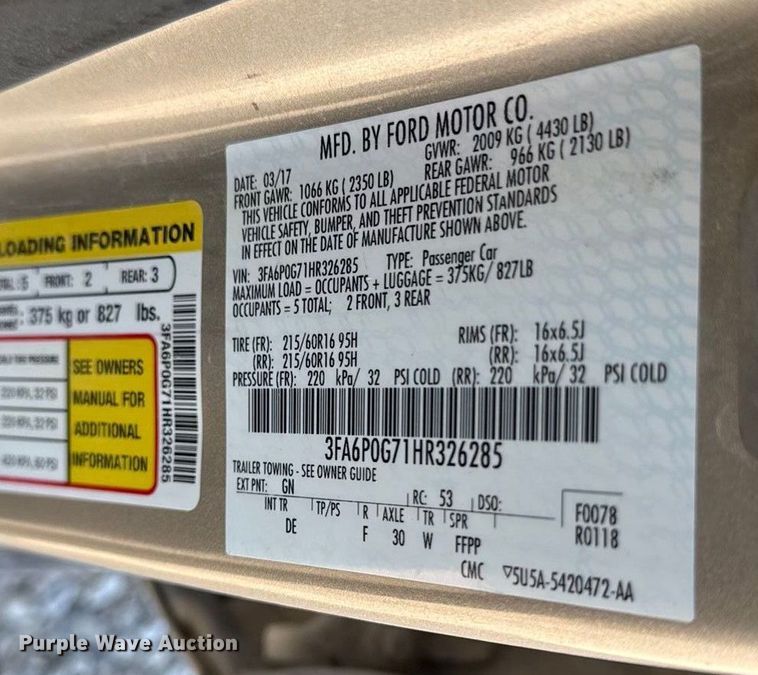 LOADING INFORMATION
FRONT: 2 REAR: 3
375 kg or 827 lbs.
SEE OWNERS
MANUAL FOR
ADDITIONAL
INFORMATION
3FA6P0G71HR326285
MFD. BY FORD MOTOR CO.
DATE: 03/17 GVWR: 2009 KG ( 4430 LB)
FRONT GAWR: 1066 KG ( 2350 LB) REAR GAWR: 966 KG ( 2130 LB)
THIS VEHICLE CONFORMS TO ALL APPLICABLE FEDERAL MOTOR
VEHICLE SAFETY, BUMPER, AND THEFT PREVENTION STANDARDS
IN EFFECT ON THE DATE OF MANUFACTURE SHOWN ABOVE.
VIN: 3FA6P0G71HR326285 TYPE: Passenger Car
MAXIMUM LOAD = OCCUPANTS + LUGGAGE = 375KG/ 827LB
OCCUPANTS = 5 TOTAL; 2 FRONT, 3 REAR
TIRE (FR): 215/60R16 95H RIMS (FR): 16x6.5J
(RR): 215/60R16 95H (RR): 16x6.5J
PRESSURE (FR): 220 kPa/ 32 PSI COLD (RR): 220 kPa/ 32 PSI COLD
3FA6P0G71HR326285
TRAILER TOWING - SEE OWNER GUIDE
EXT PNT: GN RC: 53 DSO: F0078
INT TR TP/PS R AXLE TR SPR R0118
DE F 30 W FFPP
CMC 5U5A-5420472-AA
Purple Wave Auction